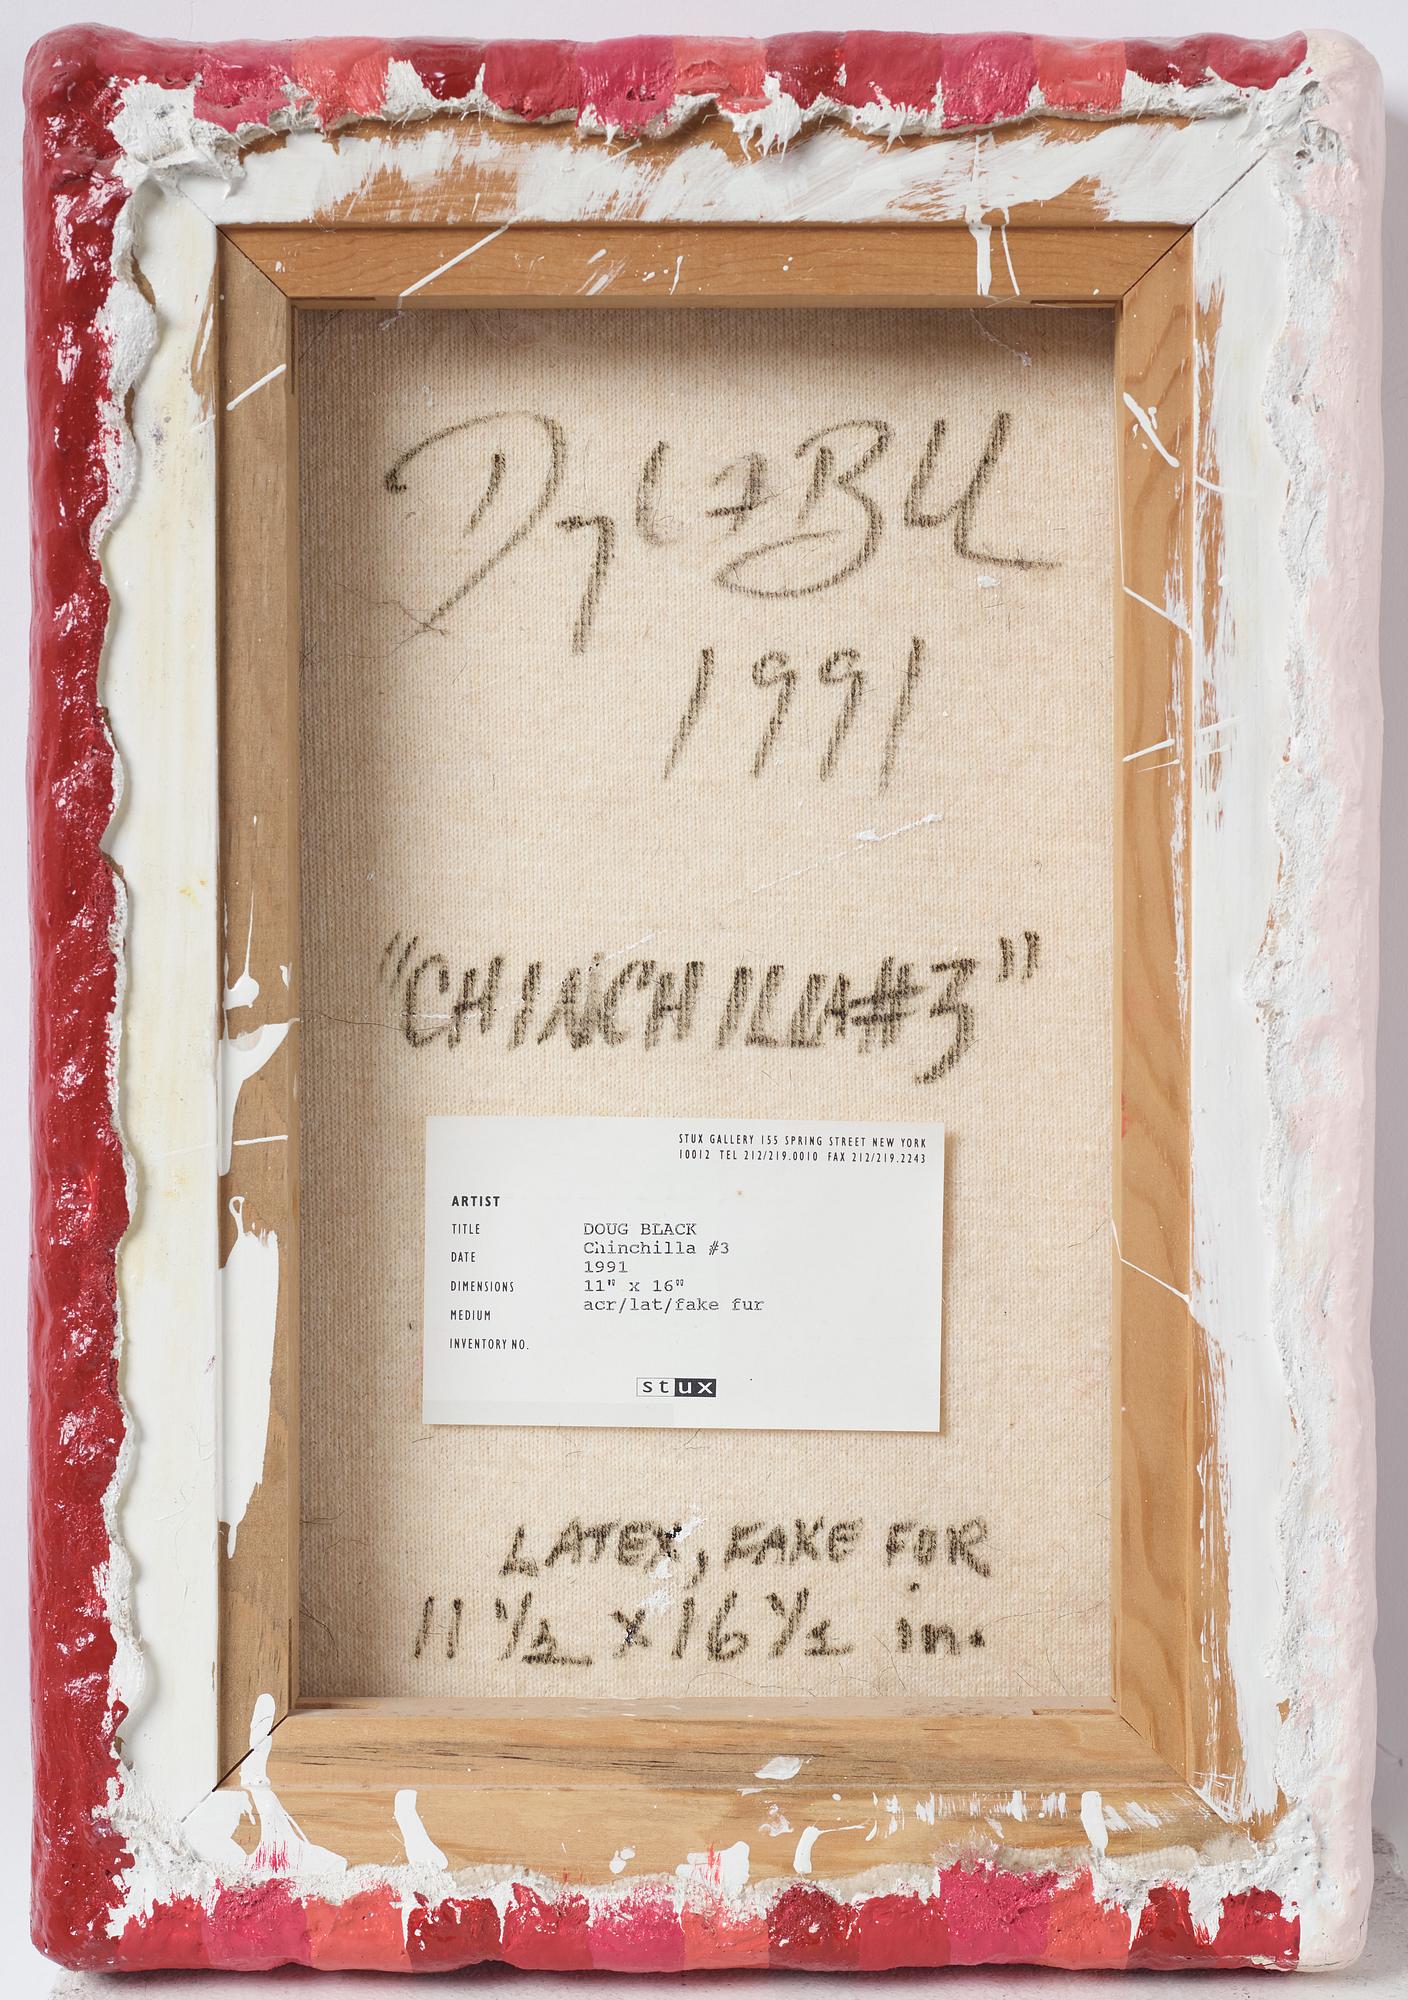 1991
"CHINCHILLA#3"
STUX GALLERY 155 SPRING STREET NEW YORK
10012 TEL 212/219.0010 FAX 212/219.2243
ARTIST
TITLE DOUG BLACK
Chinchilla #3
DATE 1991
DIMENSIONS 11" x 16"
acr/lat/fake fur
MEDIUM
INVENTORY NO.
stux
LATEX, FAKE FUR
11 1/2 x 16 1/2 in.